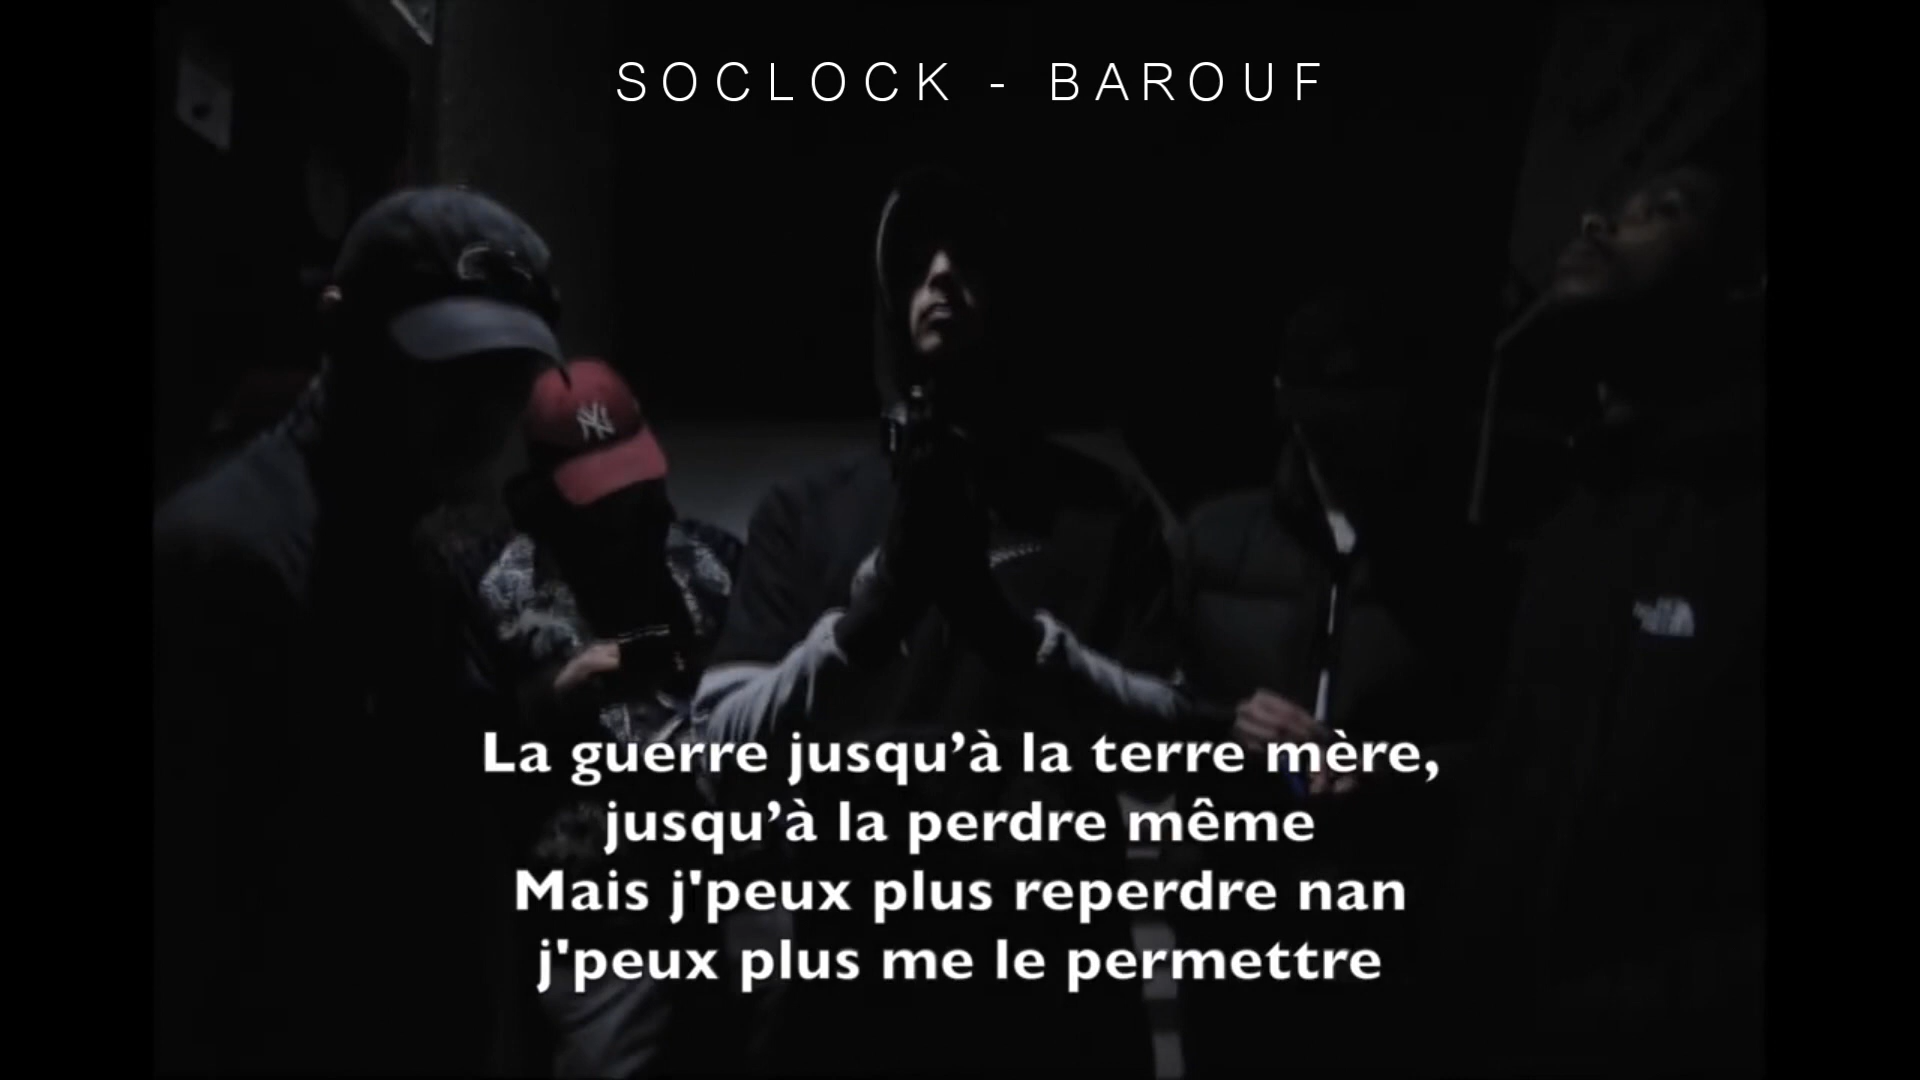 SOCLOCK - BAROUF
NY
La guerre jusqu’à la terre mère,
jusqu’à la perdre même
Mais j'peux plus reperdre nan
j'peux plus me le permettre